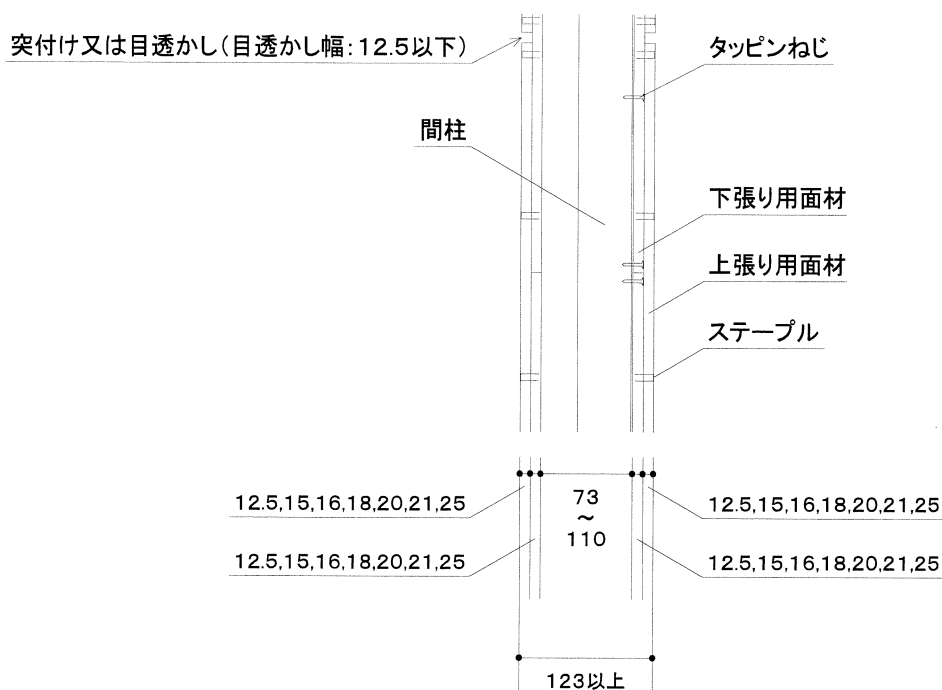 突付け又は目透かし(目透かし幅:12.5以下)
タッピンねじ
間柱
下張り用面材
上張り用面材
ステープル
12.5,15,16,18,20,21,25
73
~
110
12.5,15,16,18,20,21,25
12.5,15,16,18,20,21,25
12.5,15,16,18,20,21,25
123以上